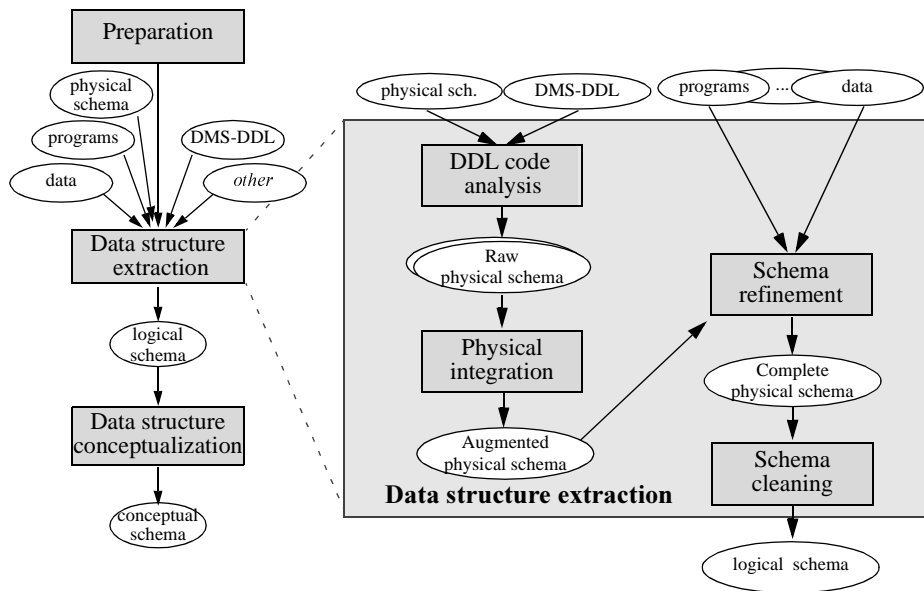 Preparation
physical
schema
programs
DMS-DDL
data
other
Data structure
extraction
logical
schema
Data structure
conceptualization
conceptual
schema
physical sch.
DMS-DDL
programs
...
data
DDL code
analysis
Raw
physical schema
Physical
integration
Augmented
physical schema
Schema
refinement
Complete
physical schema
Schema
cleaning
Data structure extraction
logical schema